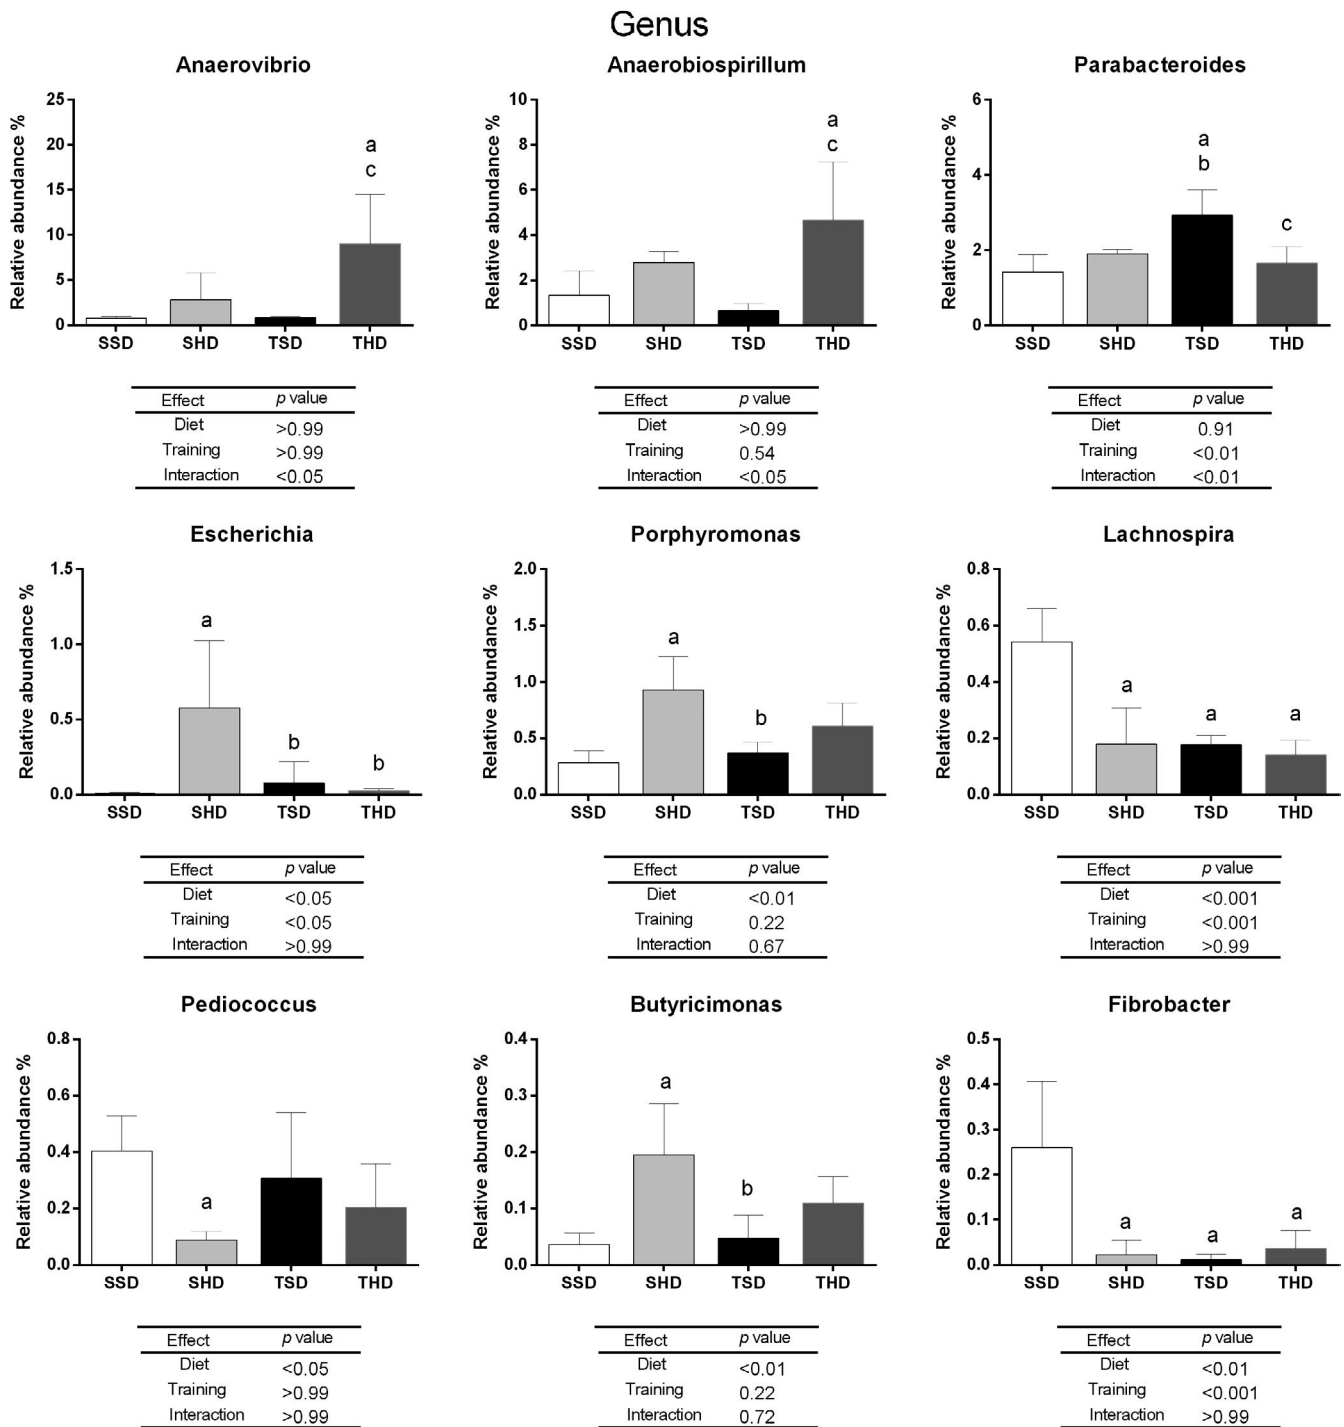 Genus
Anaerovibrio
Relative abundance %
25
20
15
10
5
0
a
c
SSD SHD TSD THD
Effect p value
Diet >0.99
Training >0.99
Interaction <0.05
Anaerobiospirillum
Relative abundance %
10
8
6
4
2
0
a
c
SSD SHD TSD THD
Effect p value
Diet >0.99
Training 0.54
Interaction <0.05
Parabacteroides
Relative abundance %
6
4
2
0
a
b
c
SSD SHD TSD THD
Effect p value
Diet 0.91
Training <0.01
Interaction <0.01
Escherichia
Relative abundance %
1.5
1.0
0.5
0.0
a
b
b
SSD SHD TSD THD
Effect p value
Diet <0.05
Training <0.05
Interaction >0.99
Porphyromonas
Relative abundance %
2.0
1.5
1.0
0.5
0.0
a
b
SSD SHD TSD THD
Effect p value
Diet <0.01
Training 0.22
Interaction 0.67
Lachnospira
Relative abundance %
0.8
0.6
0.4
0.2
0.0
a a a
SSD SHD TSD THD
Effect p value
Diet <0.001
Training <0.001
Interaction >0.99
Pediococcus
Relative abundance %
0.8
0.6
0.4
0.2
0.0
a
SSD SHD TSD THD
Effect p value
Diet <0.05
Training >0.99
Interaction >0.99
Butyricimonas
Relative abundance %
0.4
0.3
0.2
0.1
0.0
a
b
SSD SHD TSD THD
Effect p value
Diet <0.01
Training 0.22
Interaction 0.72
Fibrobacter
Relative abundance %
0.5
0.4
0.3
0.2
0.1
0.0
a a a
SSD SHD TSD THD
Effect p value
Diet <0.01
Training <0.001
Interaction >0.99